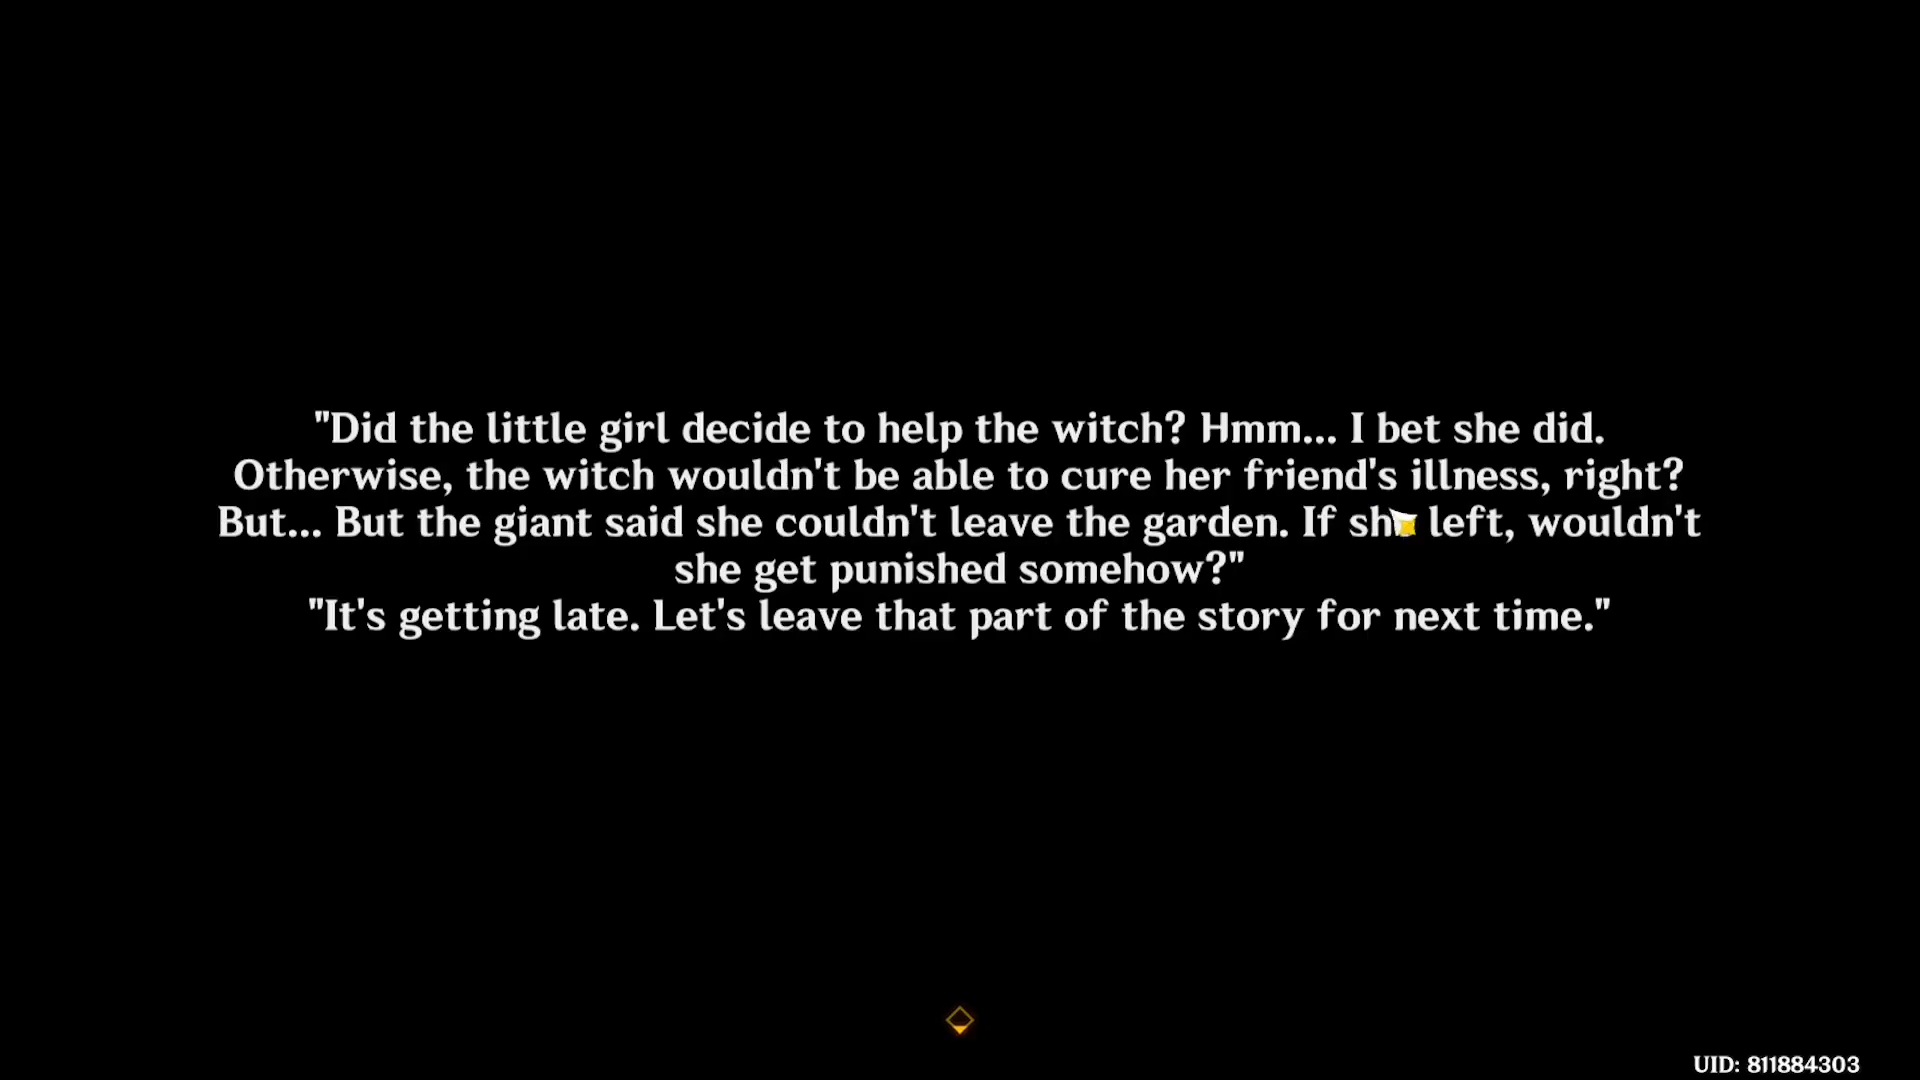 "Did the little girl decide to help the witch? Hmm... I bet she did.
Otherwise, the witch wouldn't be able to cure her friend's illness, right?
But... But the giant said she couldn't leave the garden. If she left, wouldn't
she get punished somehow?"
"It's getting late. Let's leave that part of the story for next time."
UID: 811884303